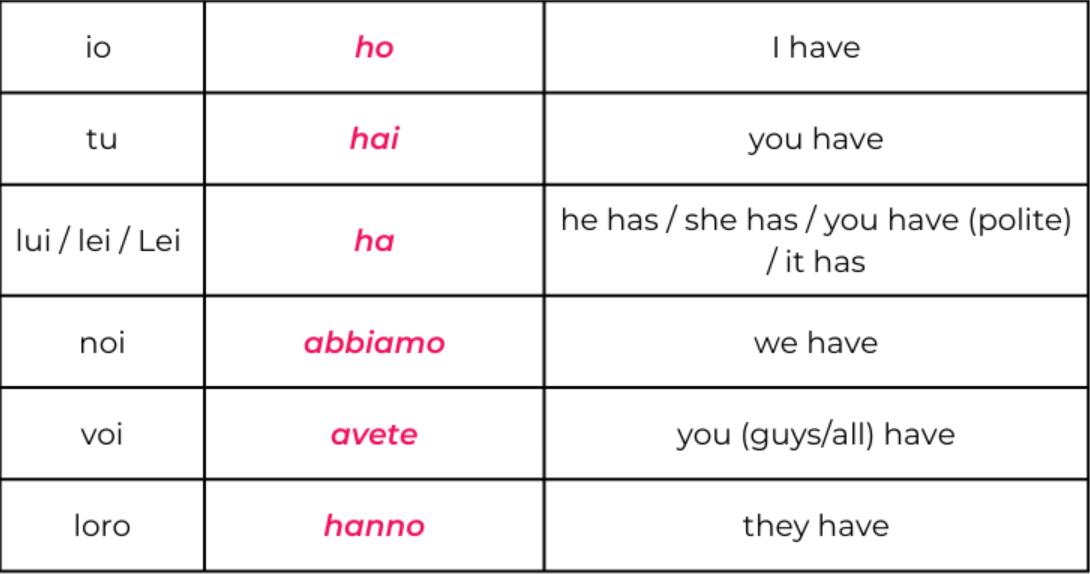 io ho I have
tu hai you have
lui / lei / Lei ha he has / she has / you have (polite)
/ it has
noi abbiamo we have
voi avete you (guys/all) have
loro hanno they have